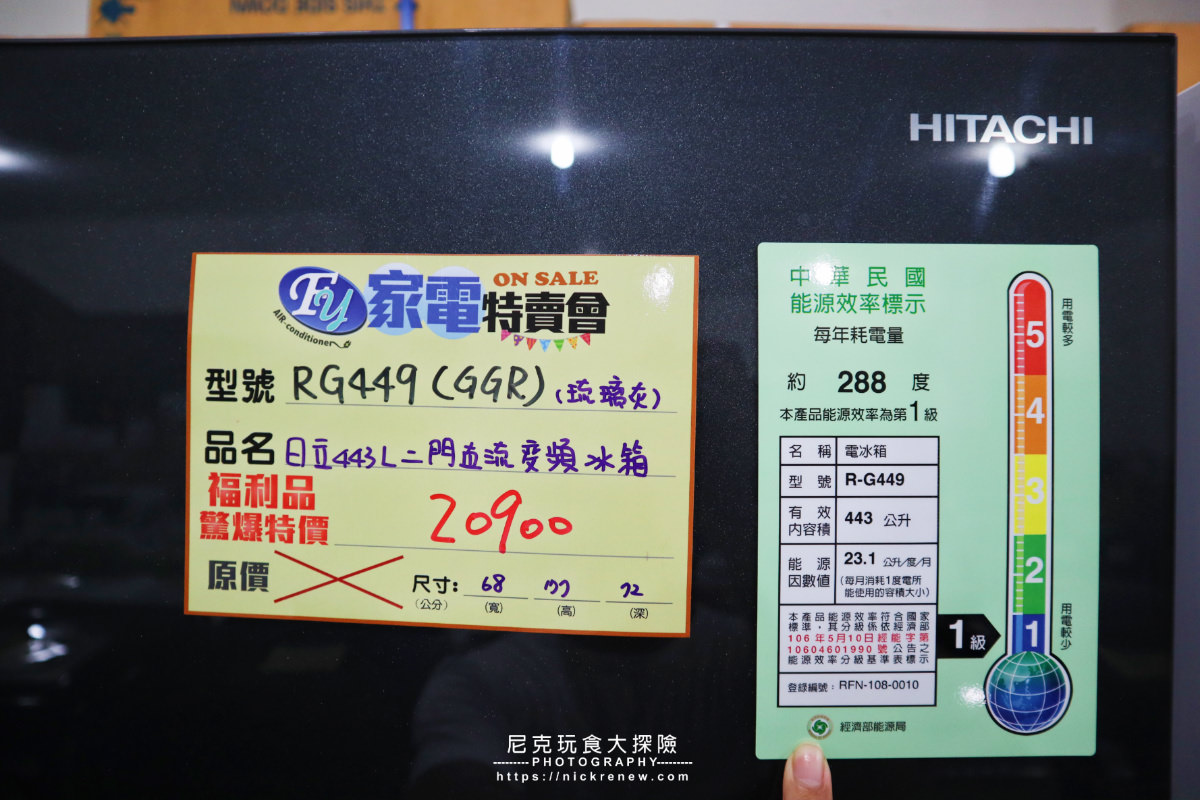 THIS SIDE DOWN
HITACHI
Fy
AIR-conditioner
家電特賣會
ON SALE
型號 RG449 (GGR) (琉璃灰)
品名 日立443L二門直流変頻冰箱
福利品
驚爆特價 20900
原價
尺寸: 68
(公分) (寬) (高) (深)
中華民國
能源效率標示
每年耗電量
約 288 度
本產品能源效率為第1級
名稱 電冰箱
型號 R-G449
有效內容積 443 公升
能源因數值 23.1 公升/度/月
(每月消耗1度電所
能使用的容積大小)
本產品能源效率符合國家
標準，其分級係依經濟部
106年5月10日經能字第
10604601990號公告之
能源效率分級基準表標示
登錄編號：RFN-108-0010
經濟部能源局
用電較多
5
4
3
2
1
用電較少
1級
尼克玩食大探險
--------PHOTOGRAPHY--------
https://nickrenew.com